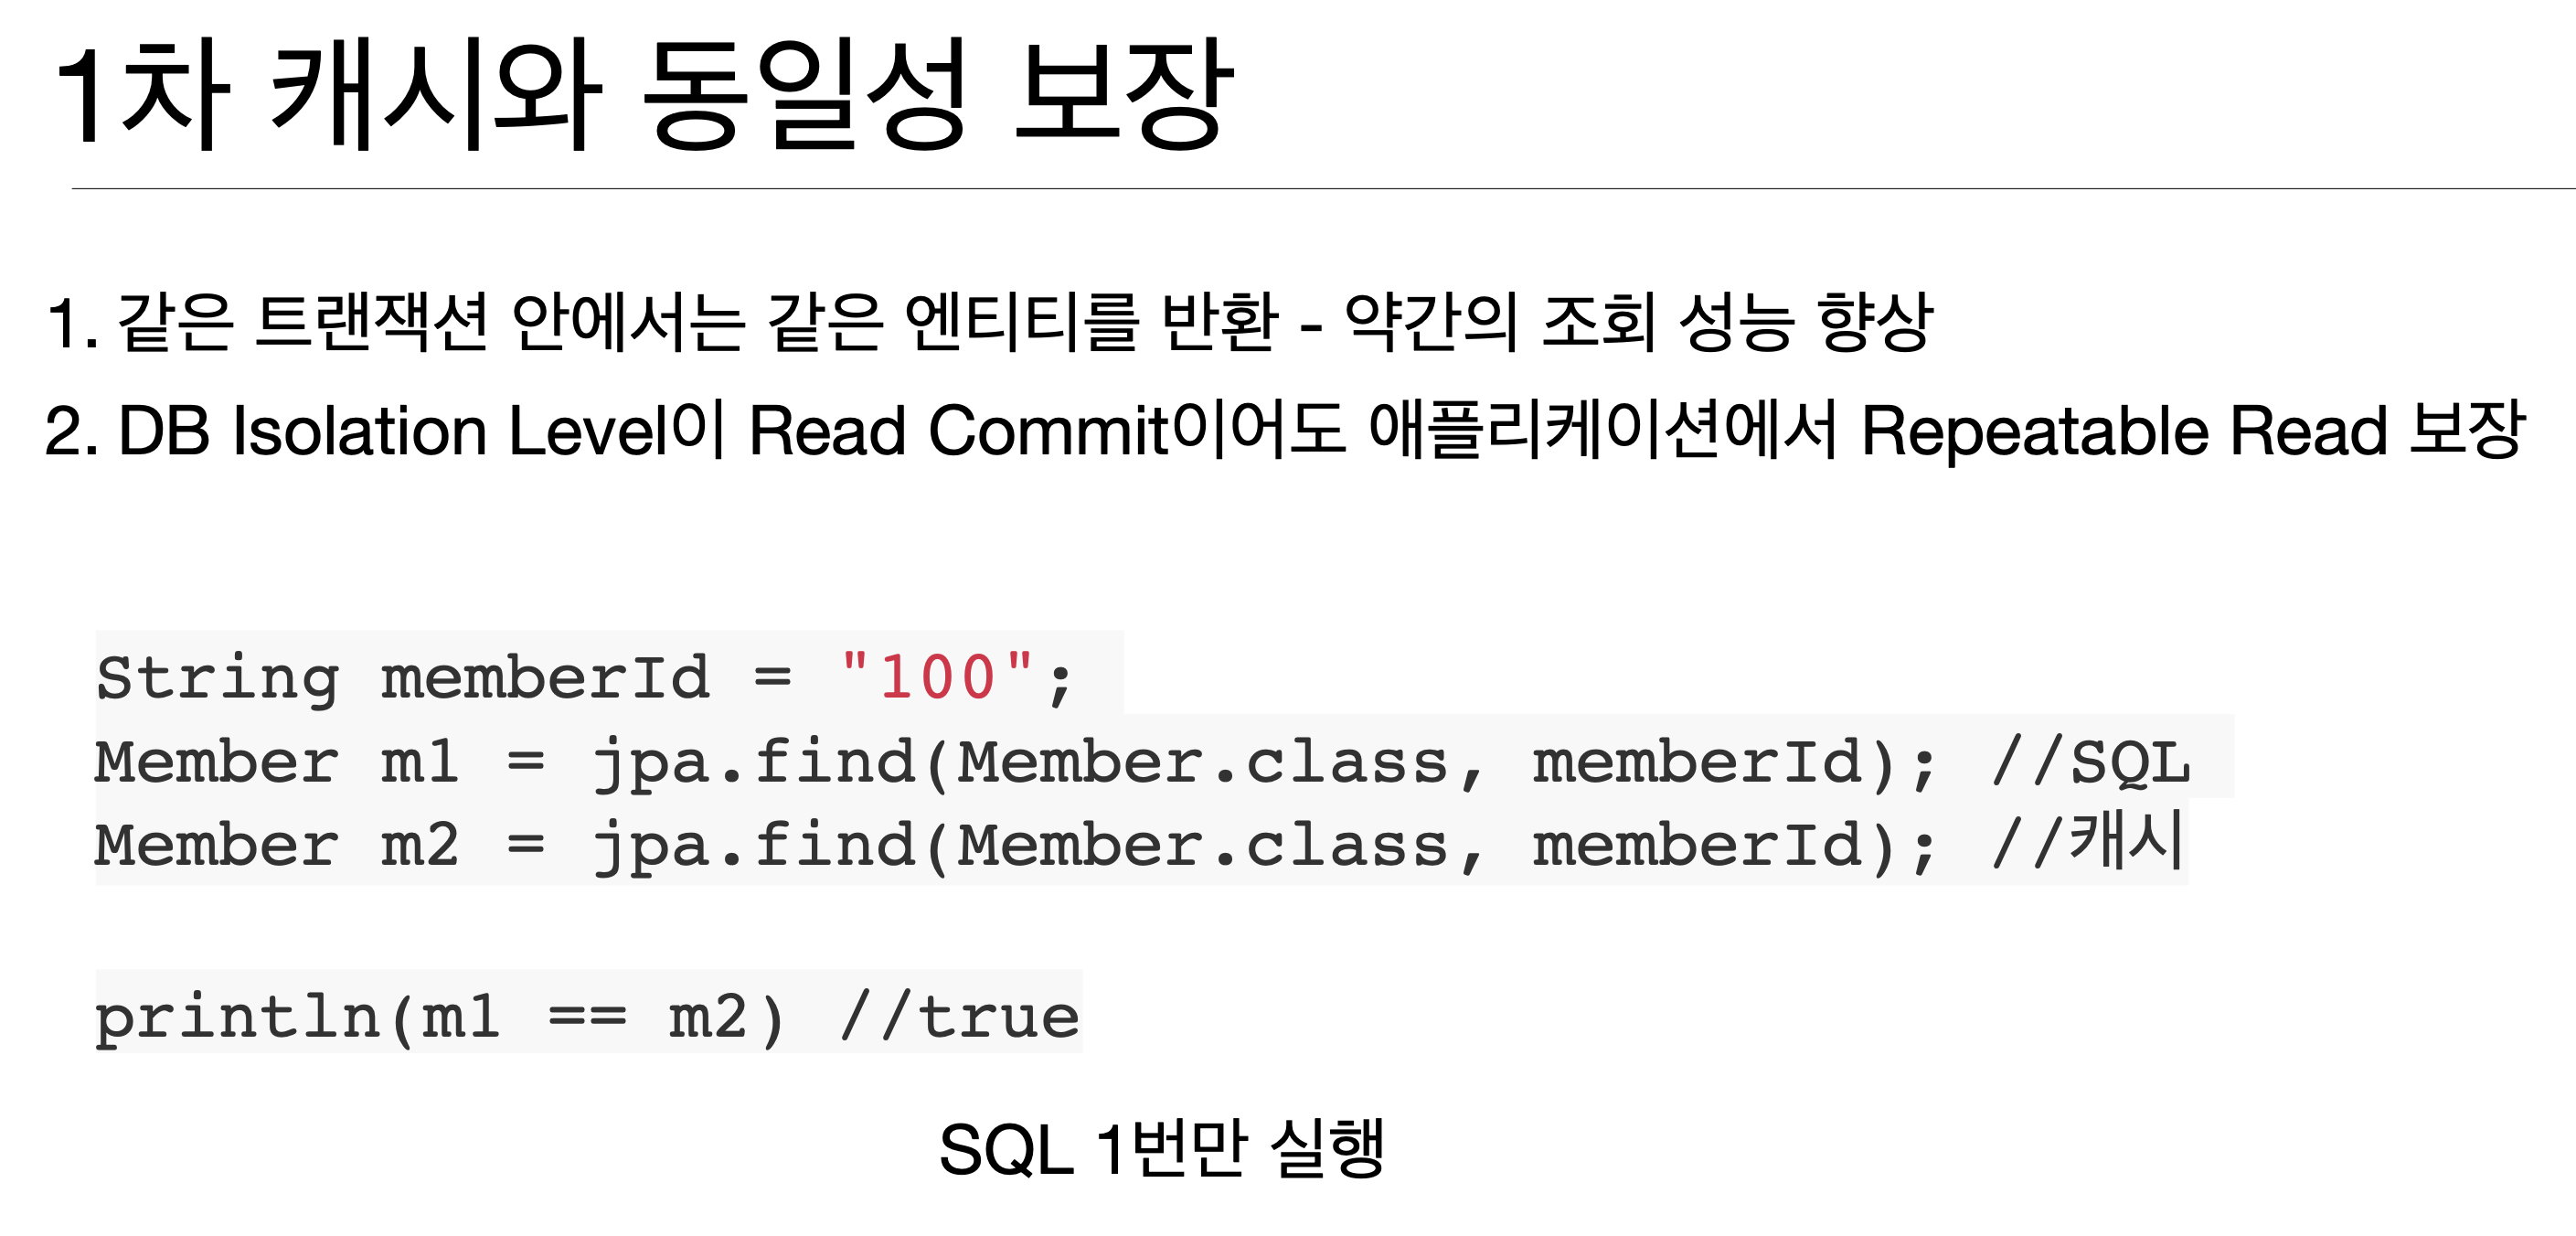 1차 캐시와 동일성 보장
1. 같은 트랜잭션 안에서는 같은 엔티티를 반환 - 약간의 조회 성능 향상
2. DB Isolation Level이 Read Commit이어도 애플리케이션에서 Repeatable Read 보장
String memberId = "100";
Member m1 = jpa.find(Member.class, memberId); //SQL
Member m2 = jpa.find(Member.class, memberId); //캐시
println(m1 == m2) //true
SQL 1번만 실행